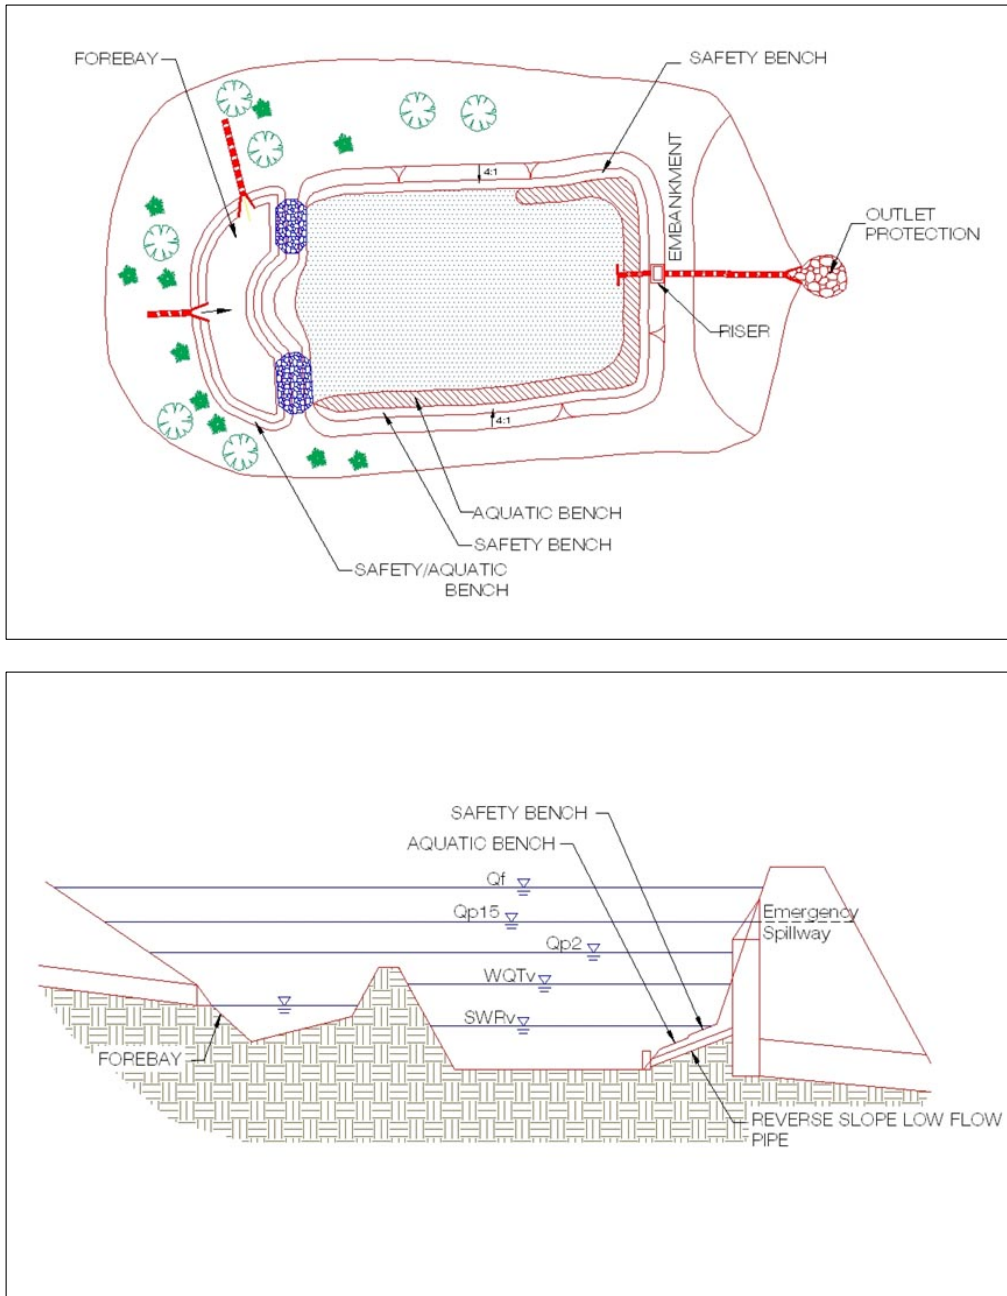 FOREBAY
SAFETY BENCH
4:1
EMBANKMENT
OUTLET
PROTECTION
RISER
4:1
AQUATIC BENCH
SAFETY BENCH
SAFETY/AQUATIC
BENCH
SAFETY BENCH
AQUATIC BENCH
Qf
Qp15
Emergency
Spillway
Qp2
WQTv
SWRv
FOREBAY
REVERSE SLOPE LOW FLOW
PIPE